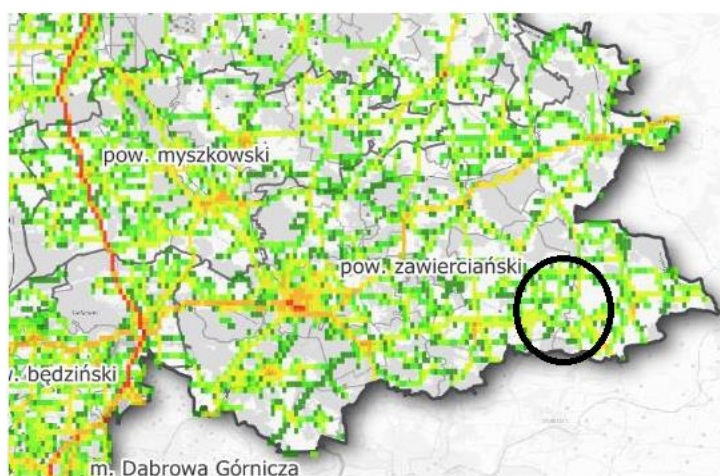 pow. myszkowski
pow. zawierciański
w. będziński
m. Dąbrowa Górnicza